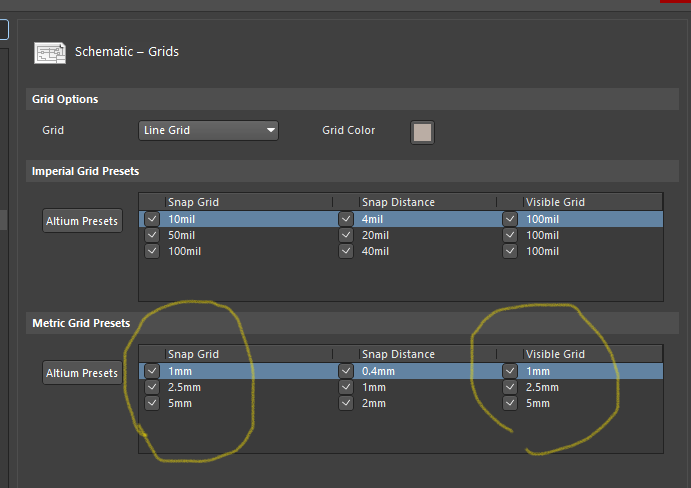 Schematic – Grids
Grid Options
Grid Line Grid Grid Color
Imperial Grid Presets
Snap Grid Snap Distance Visible Grid
Altium Presets
10mil 4mil 100mil
50mil 20mil 100mil
100mil 40mil 100mil
Metric Grid Presets
Snap Grid Snap Distance Visible Grid
Altium Presets
1mm 0.4mm 1mm
2.5mm 1mm 2.5mm
5mm 2mm 5mm